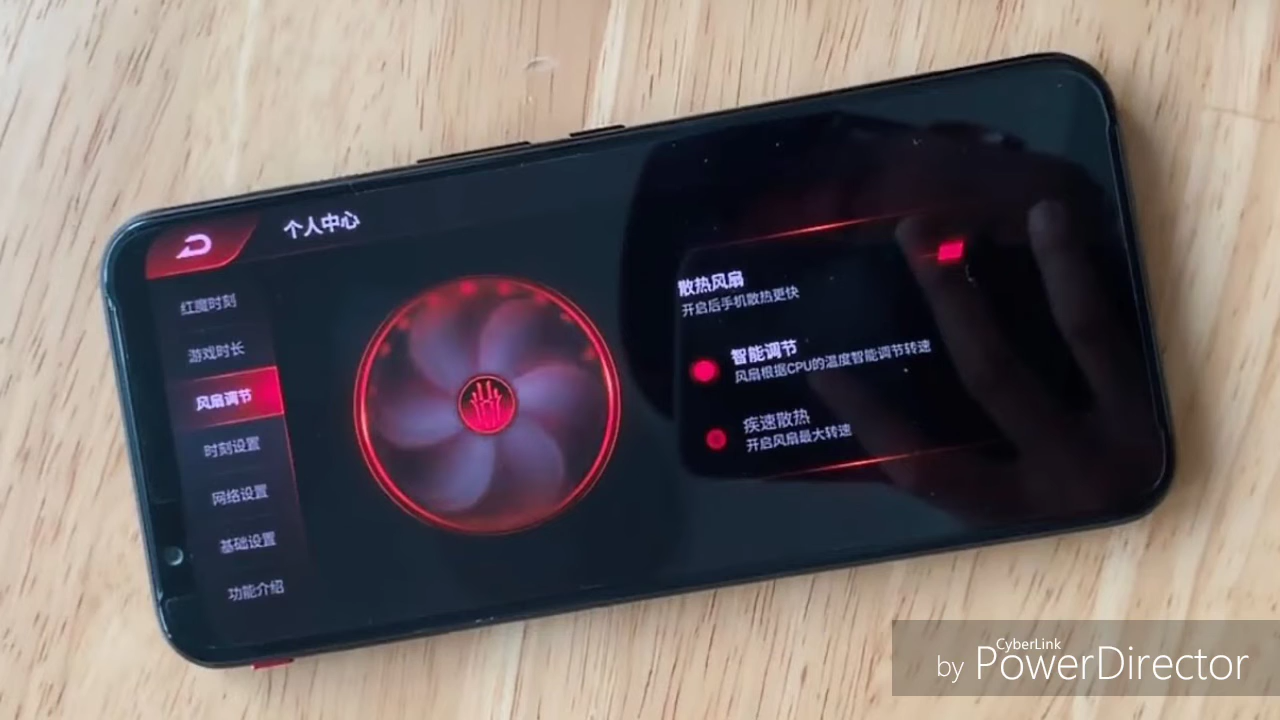 个人中心
红魔时刻
游戏时长
风扇调节
时刻设置
网络设置
基础设置
功能介绍
散热风扇
开启后手机散热更快
智能调节
风扇根据CPU的温度智能调节转速
疾速散热
开启风扇最大转速
CyberLink
by PowerDirector